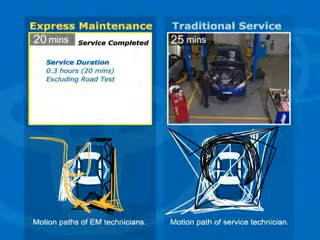 Express Maintenance
Traditional Service
20 mins
Service Completed
25 mins
Service Duration
0.3 hours (20 mins)
Excluding Road Test
Motion paths of EM technicians.
Motion path of service technician.